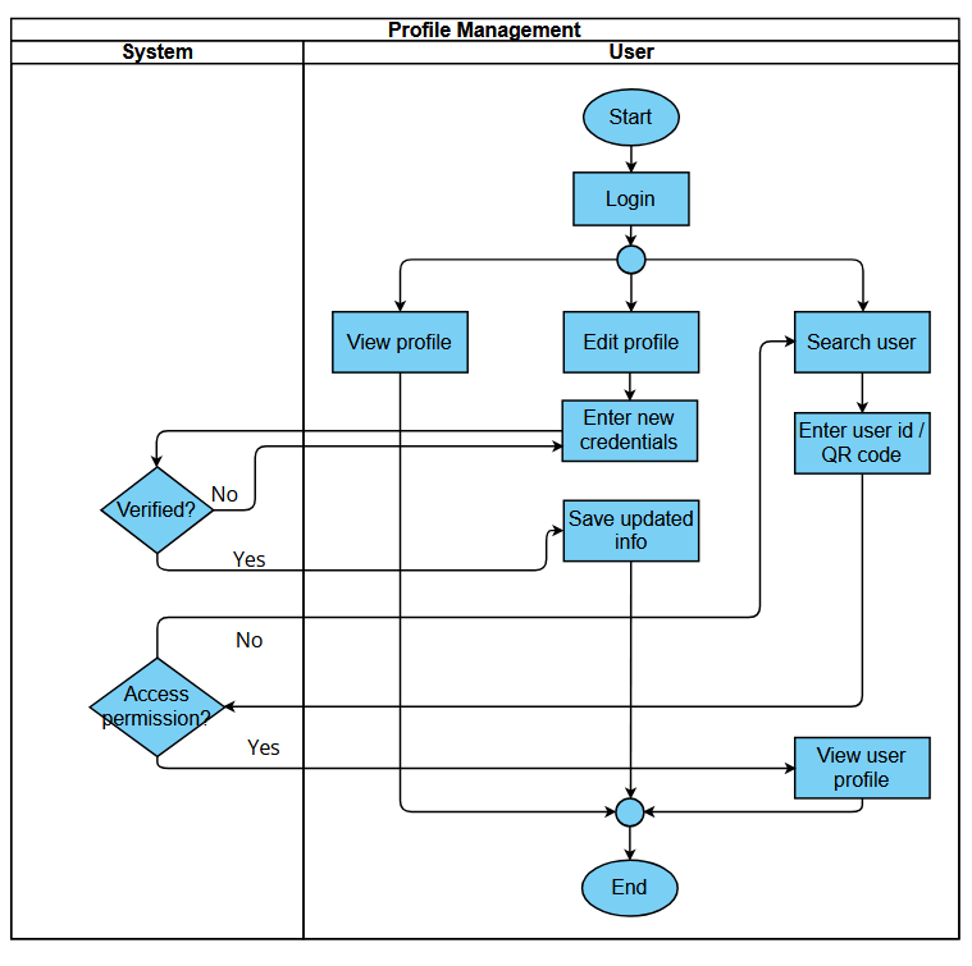 Profile Management
System
User
Start
Login
View profile
Edit profile
Search user
Enter new
credentials
Enter user id /
QR code
No
Verified?
Save updated
info
Yes
No
Access
permission?
Yes
View user
profile
End